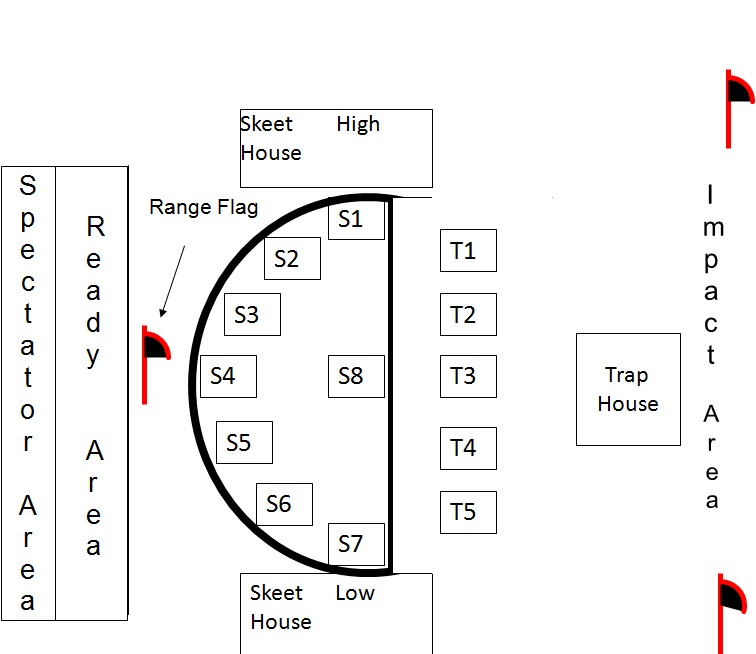 Skeet High
House
Spectator Area
Ready Area
Range Flag
S1
S2
S3
S4
S5
S6
S7
S8
T1
T2
T3
T4
T5
Trap
House
Impact Area
Skeet Low
House